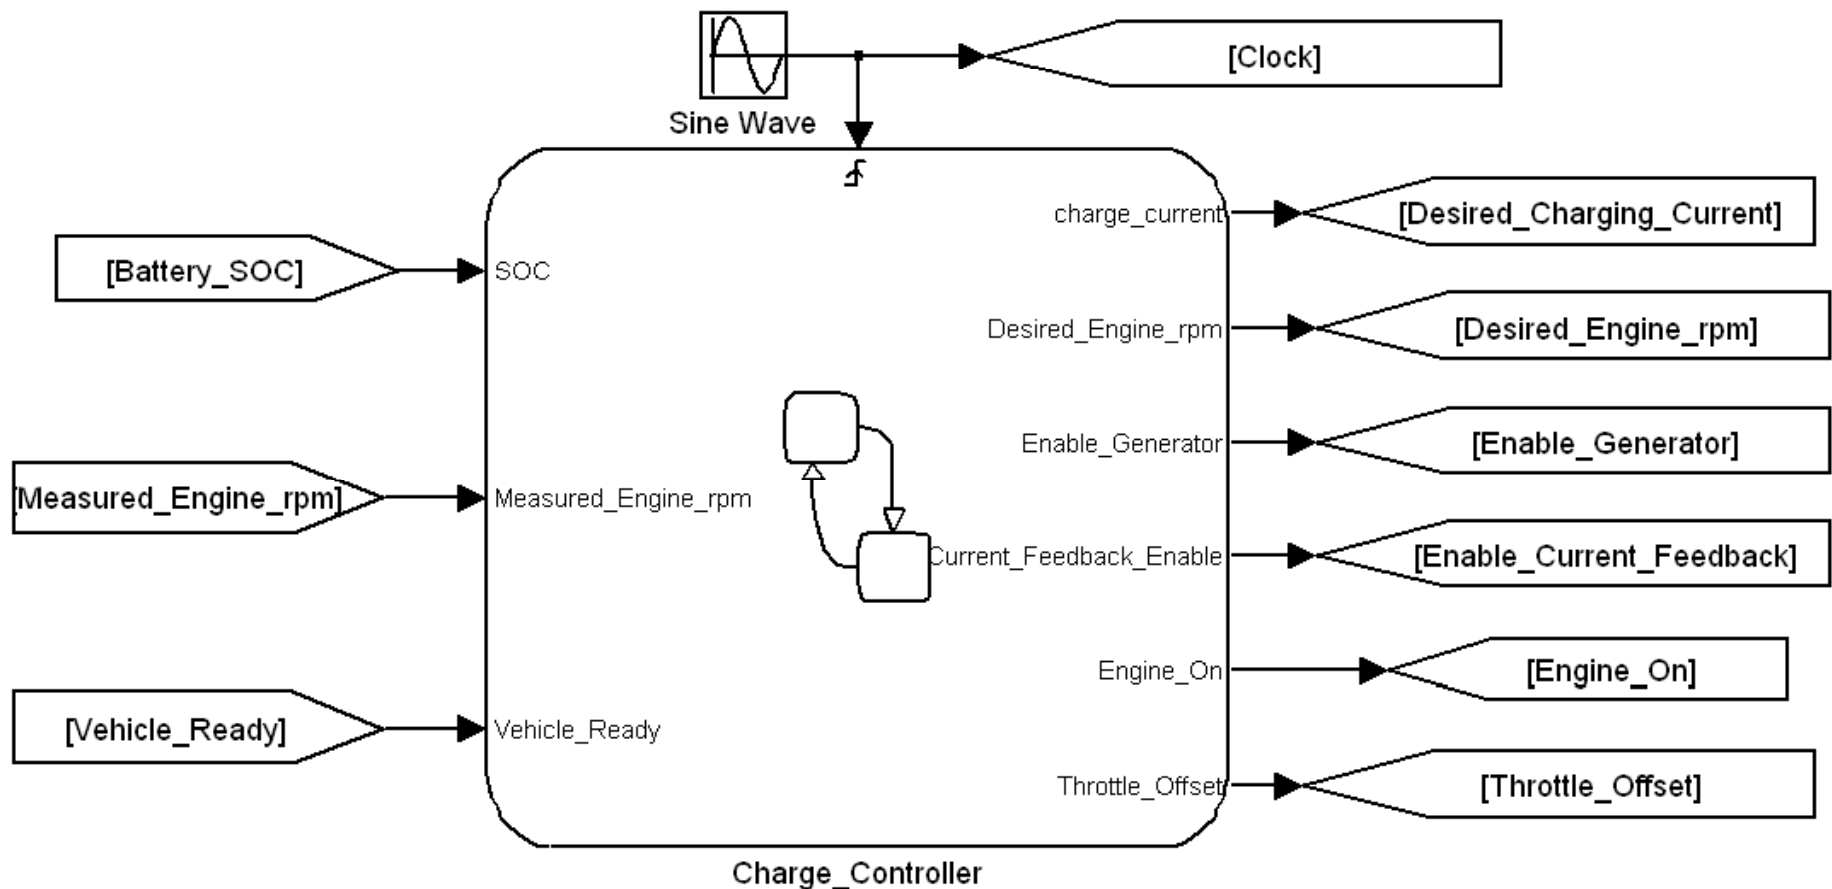 [Clock]
Sine Wave
charge_current
[Desired_Charging_Current]
[Battery_SOC]
SOC
Desired_Engine_rpm
[Desired_Engine_rpm]
Enable_Generator
[Enable_Generator]
[Measured_Engine_rpm]
Measured_Engine_rpm
Current_Feedback_Enable
[Enable_Current_Feedback]
Engine_On
[Engine_On]
[Vehicle_Ready]
Vehicle_Ready
Throttle_Offset
[Throttle_Offset]
Charge_Controller